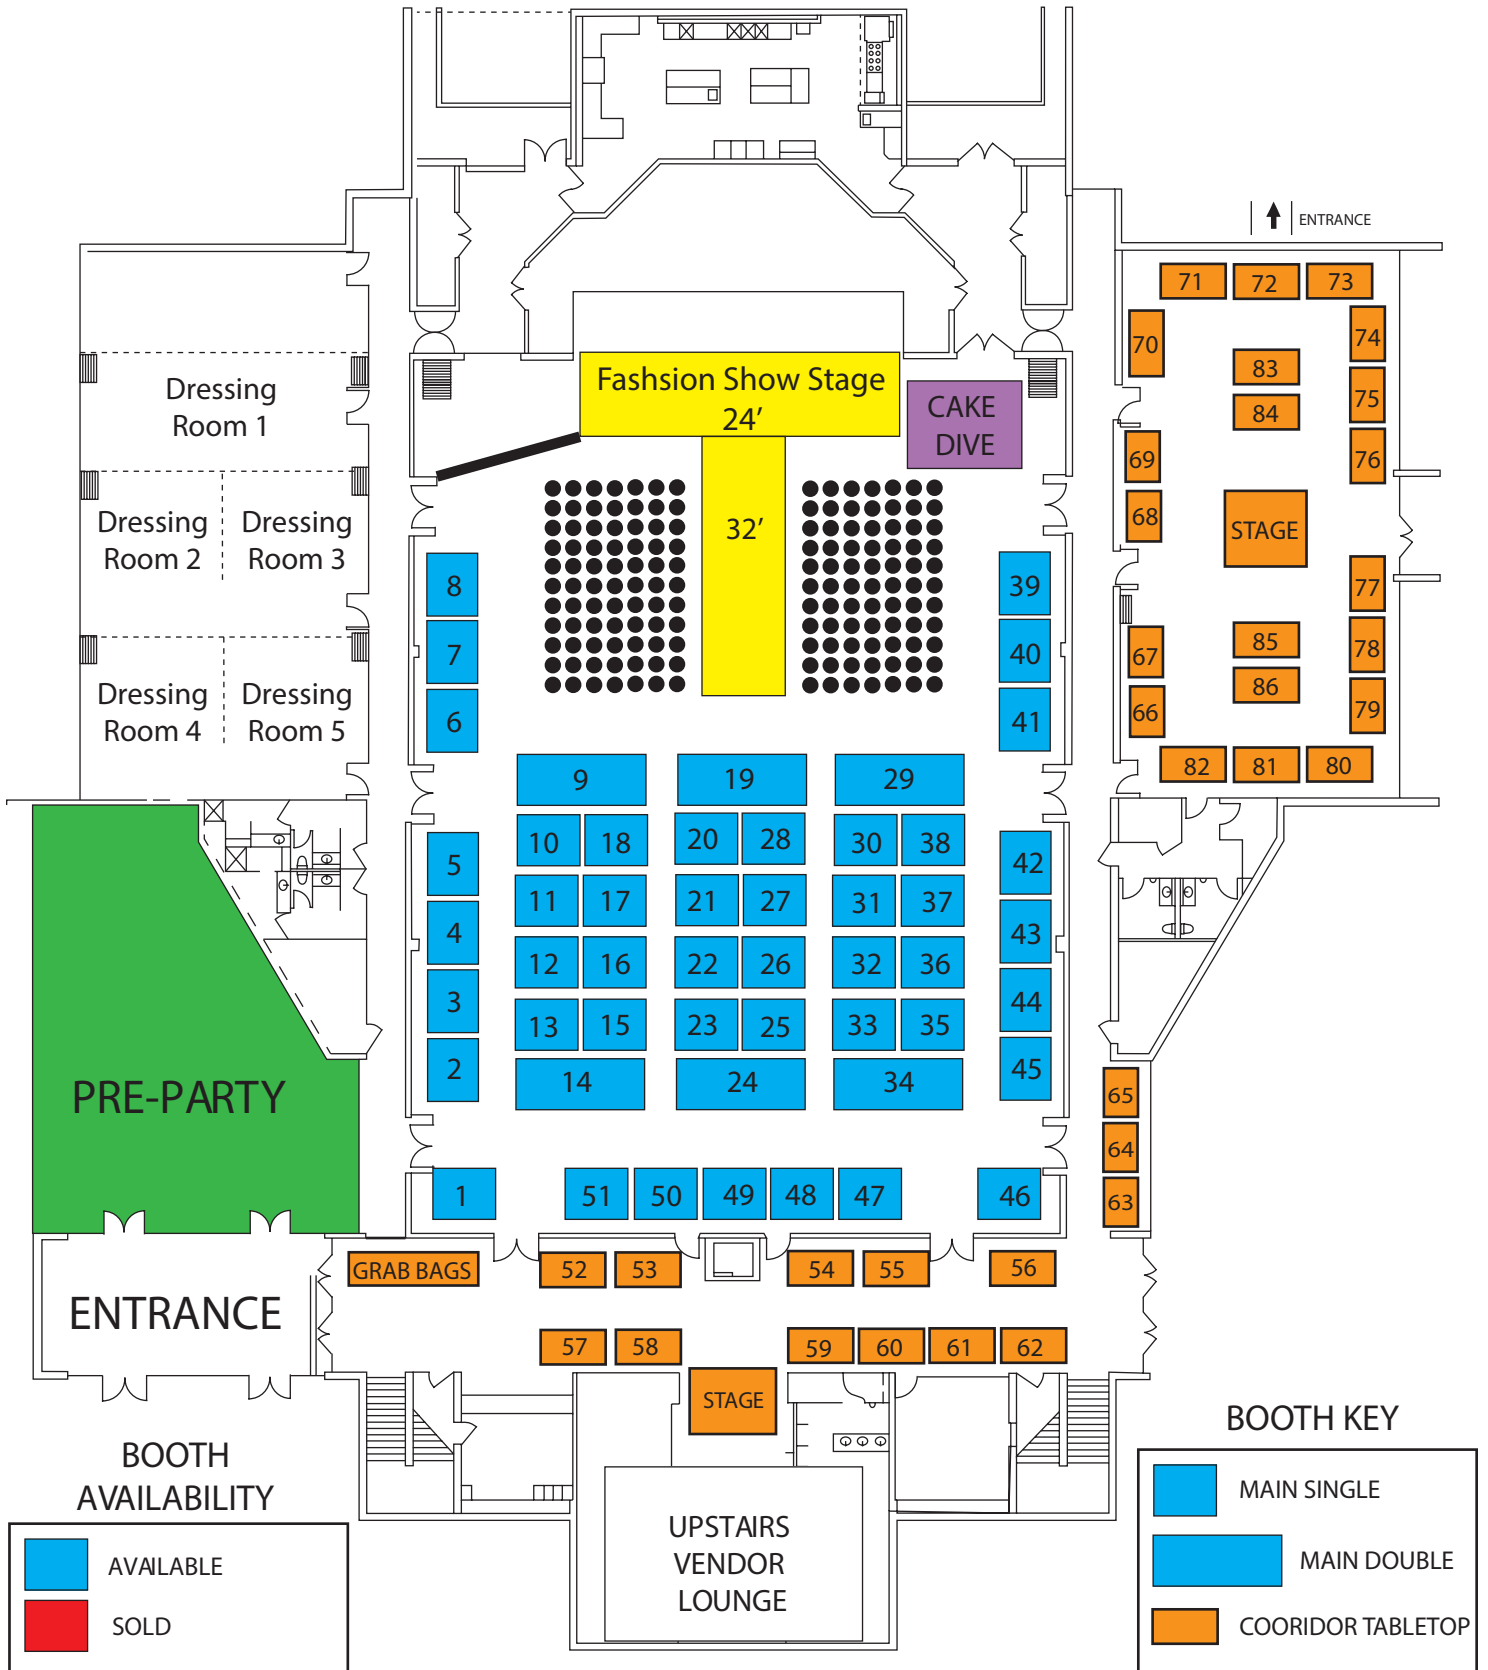 ENTRANCE
71 72 73
70
74
83
75
84
69
76
68
STAGE
77
67
85
78
86
66
79
82 81 80
Dressing
Room 1
Dressing
Room 2
Dressing
Room 3
Dressing
Room 4
Dressing
Room 5
Fashsion Show Stage
24’
32’
CAKE
DIVE
8
39
7
40
6
41
9 19 29
10 18 20 28 30 38
5
42
11 17 21 27 31 37
4
43
12 16 22 26 32 36
3
44
13 15 23 25 33 35
2
45
14 24 34
PRE-PARTY
65
64
63
1 51 50 49 48 47 46
GRAB BAGS
52 53 54 55 56
ENTRANCE
57 58 59 60 61 62
STAGE
UPSTAIRS
VENDOR
LOUNGE
BOOTH
AVAILABILITY
AVAILABLE
SOLD
BOOTH KEY
MAIN SINGLE
MAIN DOUBLE
COORIDOR TABLETOP